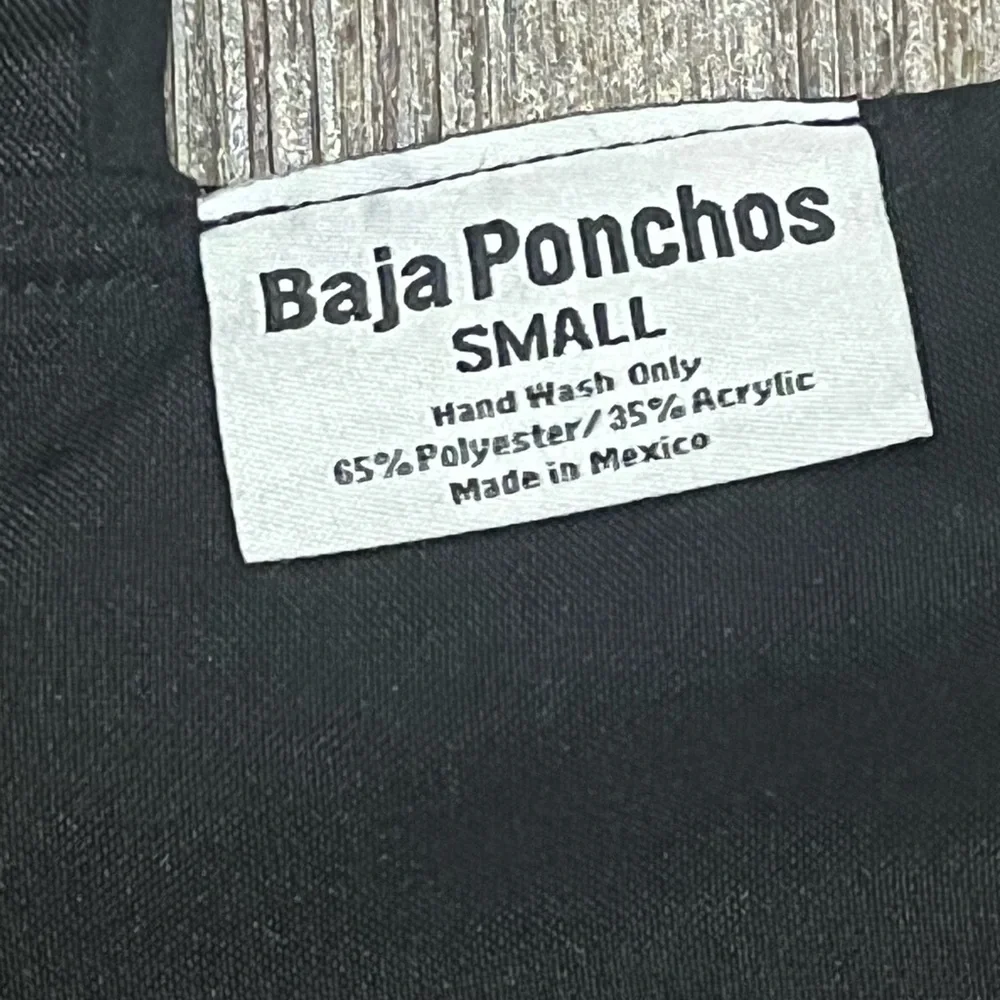 Baja Ponchos
SMALL
Hand Wash Only
65% Polyester/35% Acrylic
Made in Mexico